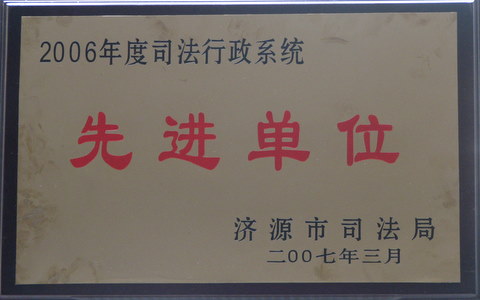 2006年度司法行政系统
先进单位
济源市司法局
二00七年三月